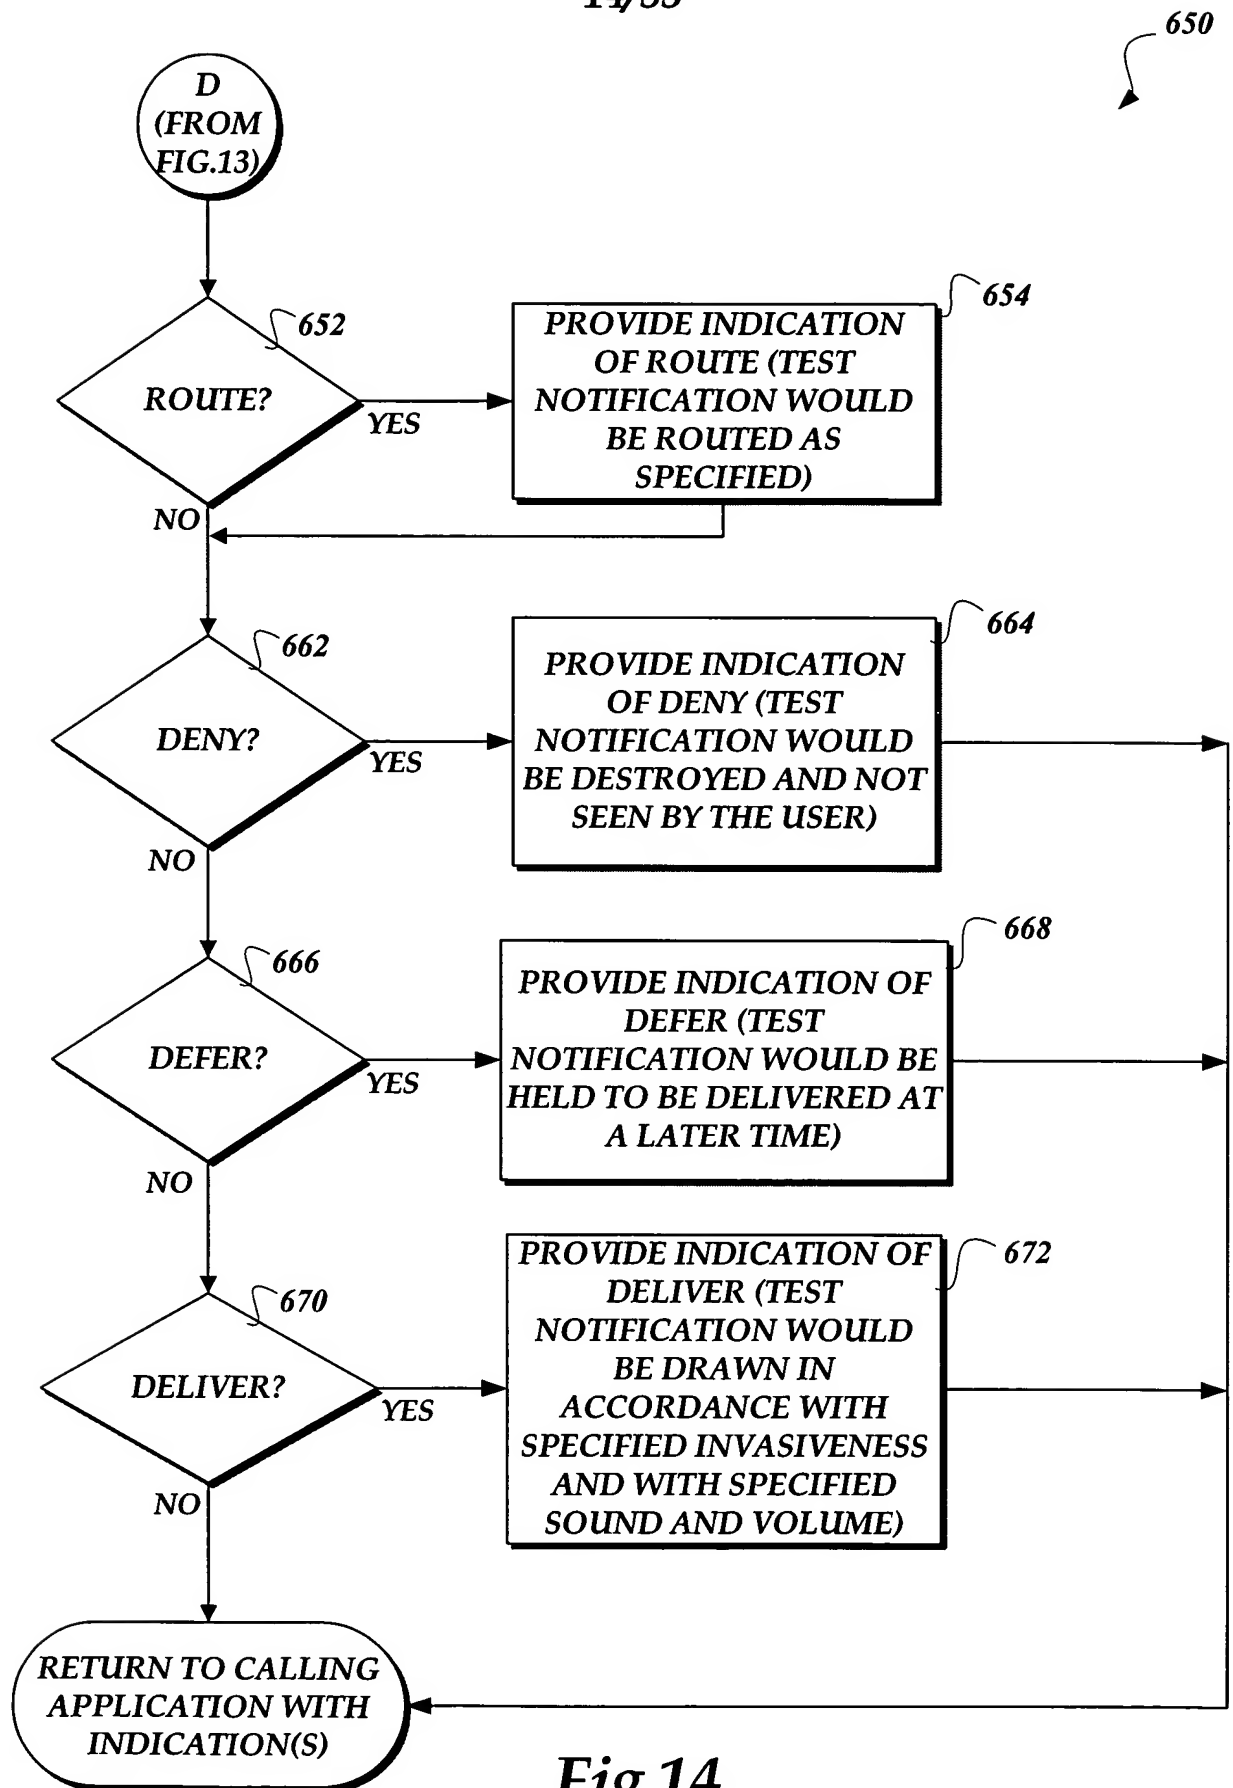 14/55
650
D
(FROM
FIG.13)
652
ROUTE?
YES
NO
654
PROVIDE INDICATION
OF ROUTE (TEST
NOTIFICATION WOULD
BE ROUTED AS
SPECIFIED)
662
DENY?
YES
NO
664
PROVIDE INDICATION
OF DENY (TEST
NOTIFICATION WOULD
BE DESTROYED AND NOT
SEEN BY THE USER)
666
DEFER?
YES
NO
668
PROVIDE INDICATION OF
DEFER (TEST
NOTIFICATION WOULD BE
HELD TO BE DELIVERED AT
A LATER TIME)
670
DELIVER?
YES
NO
672
PROVIDE INDICATION OF
DELIVER (TEST
NOTIFICATION WOULD
BE DRAWN IN
ACCORDANCE WITH
SPECIFIED INVASIVENESS
AND WITH SPECIFIED
SOUND AND VOLUME)
RETURN TO CALLING
APPLICATION WITH
INDICATION(S)
Fig.14